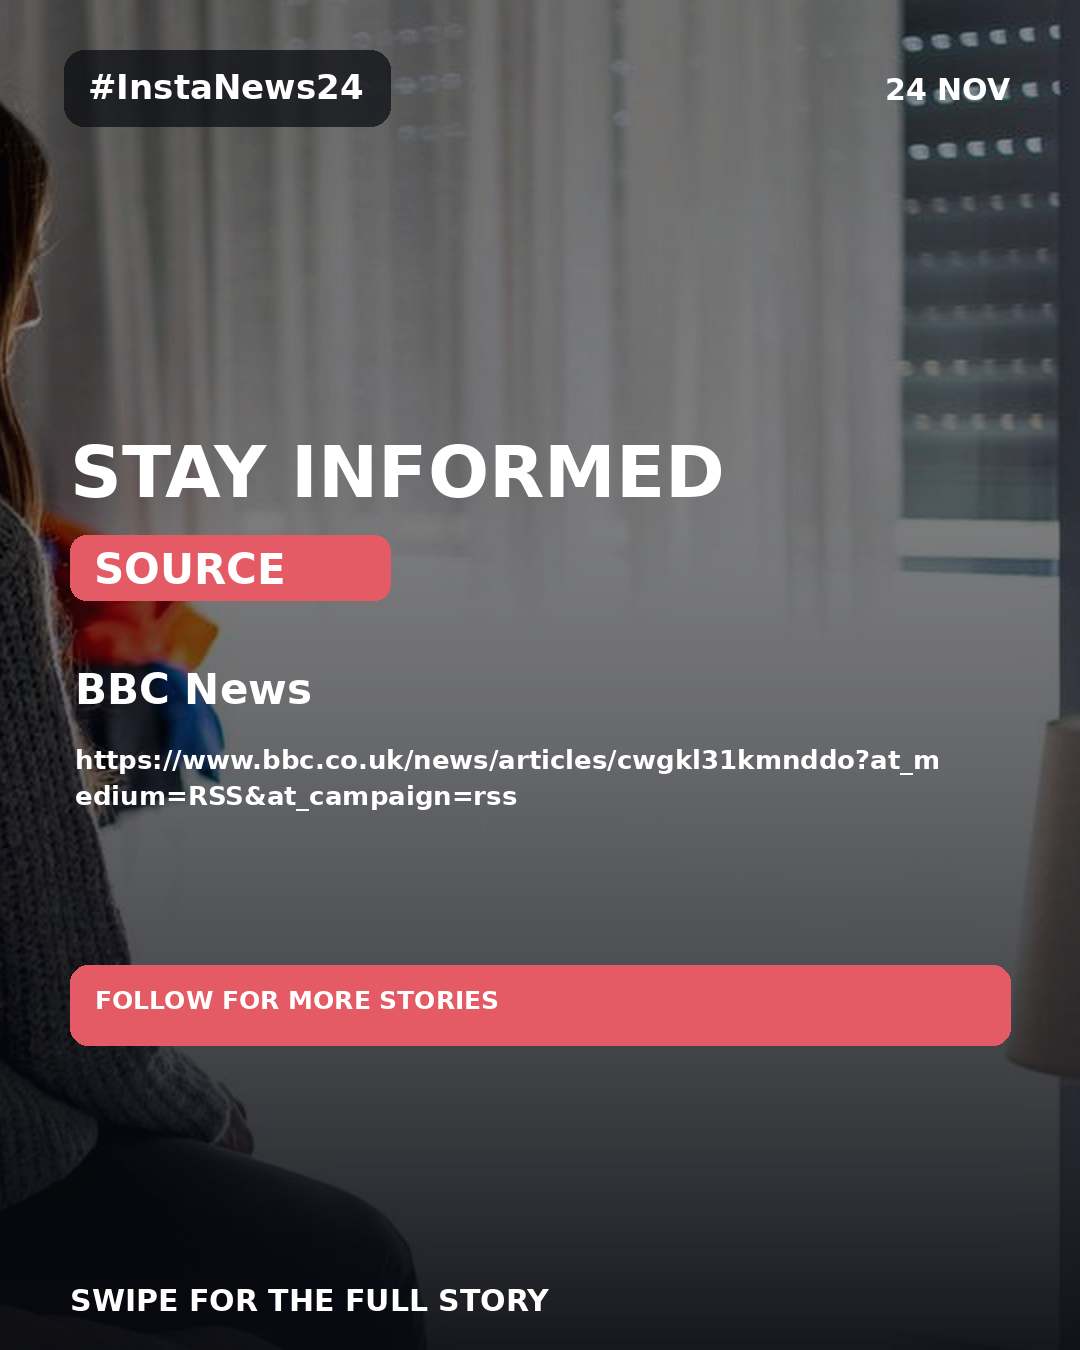 #InstaNews24
24 NOV
STAY INFORMED
SOURCE
BBC News
https://www.bbc.co.uk/news/articles/cwgkl31kmnddo?at_m
edium=RSS&at_campaign=rss
FOLLOW FOR MORE STORIES
SWIPE FOR THE FULL STORY